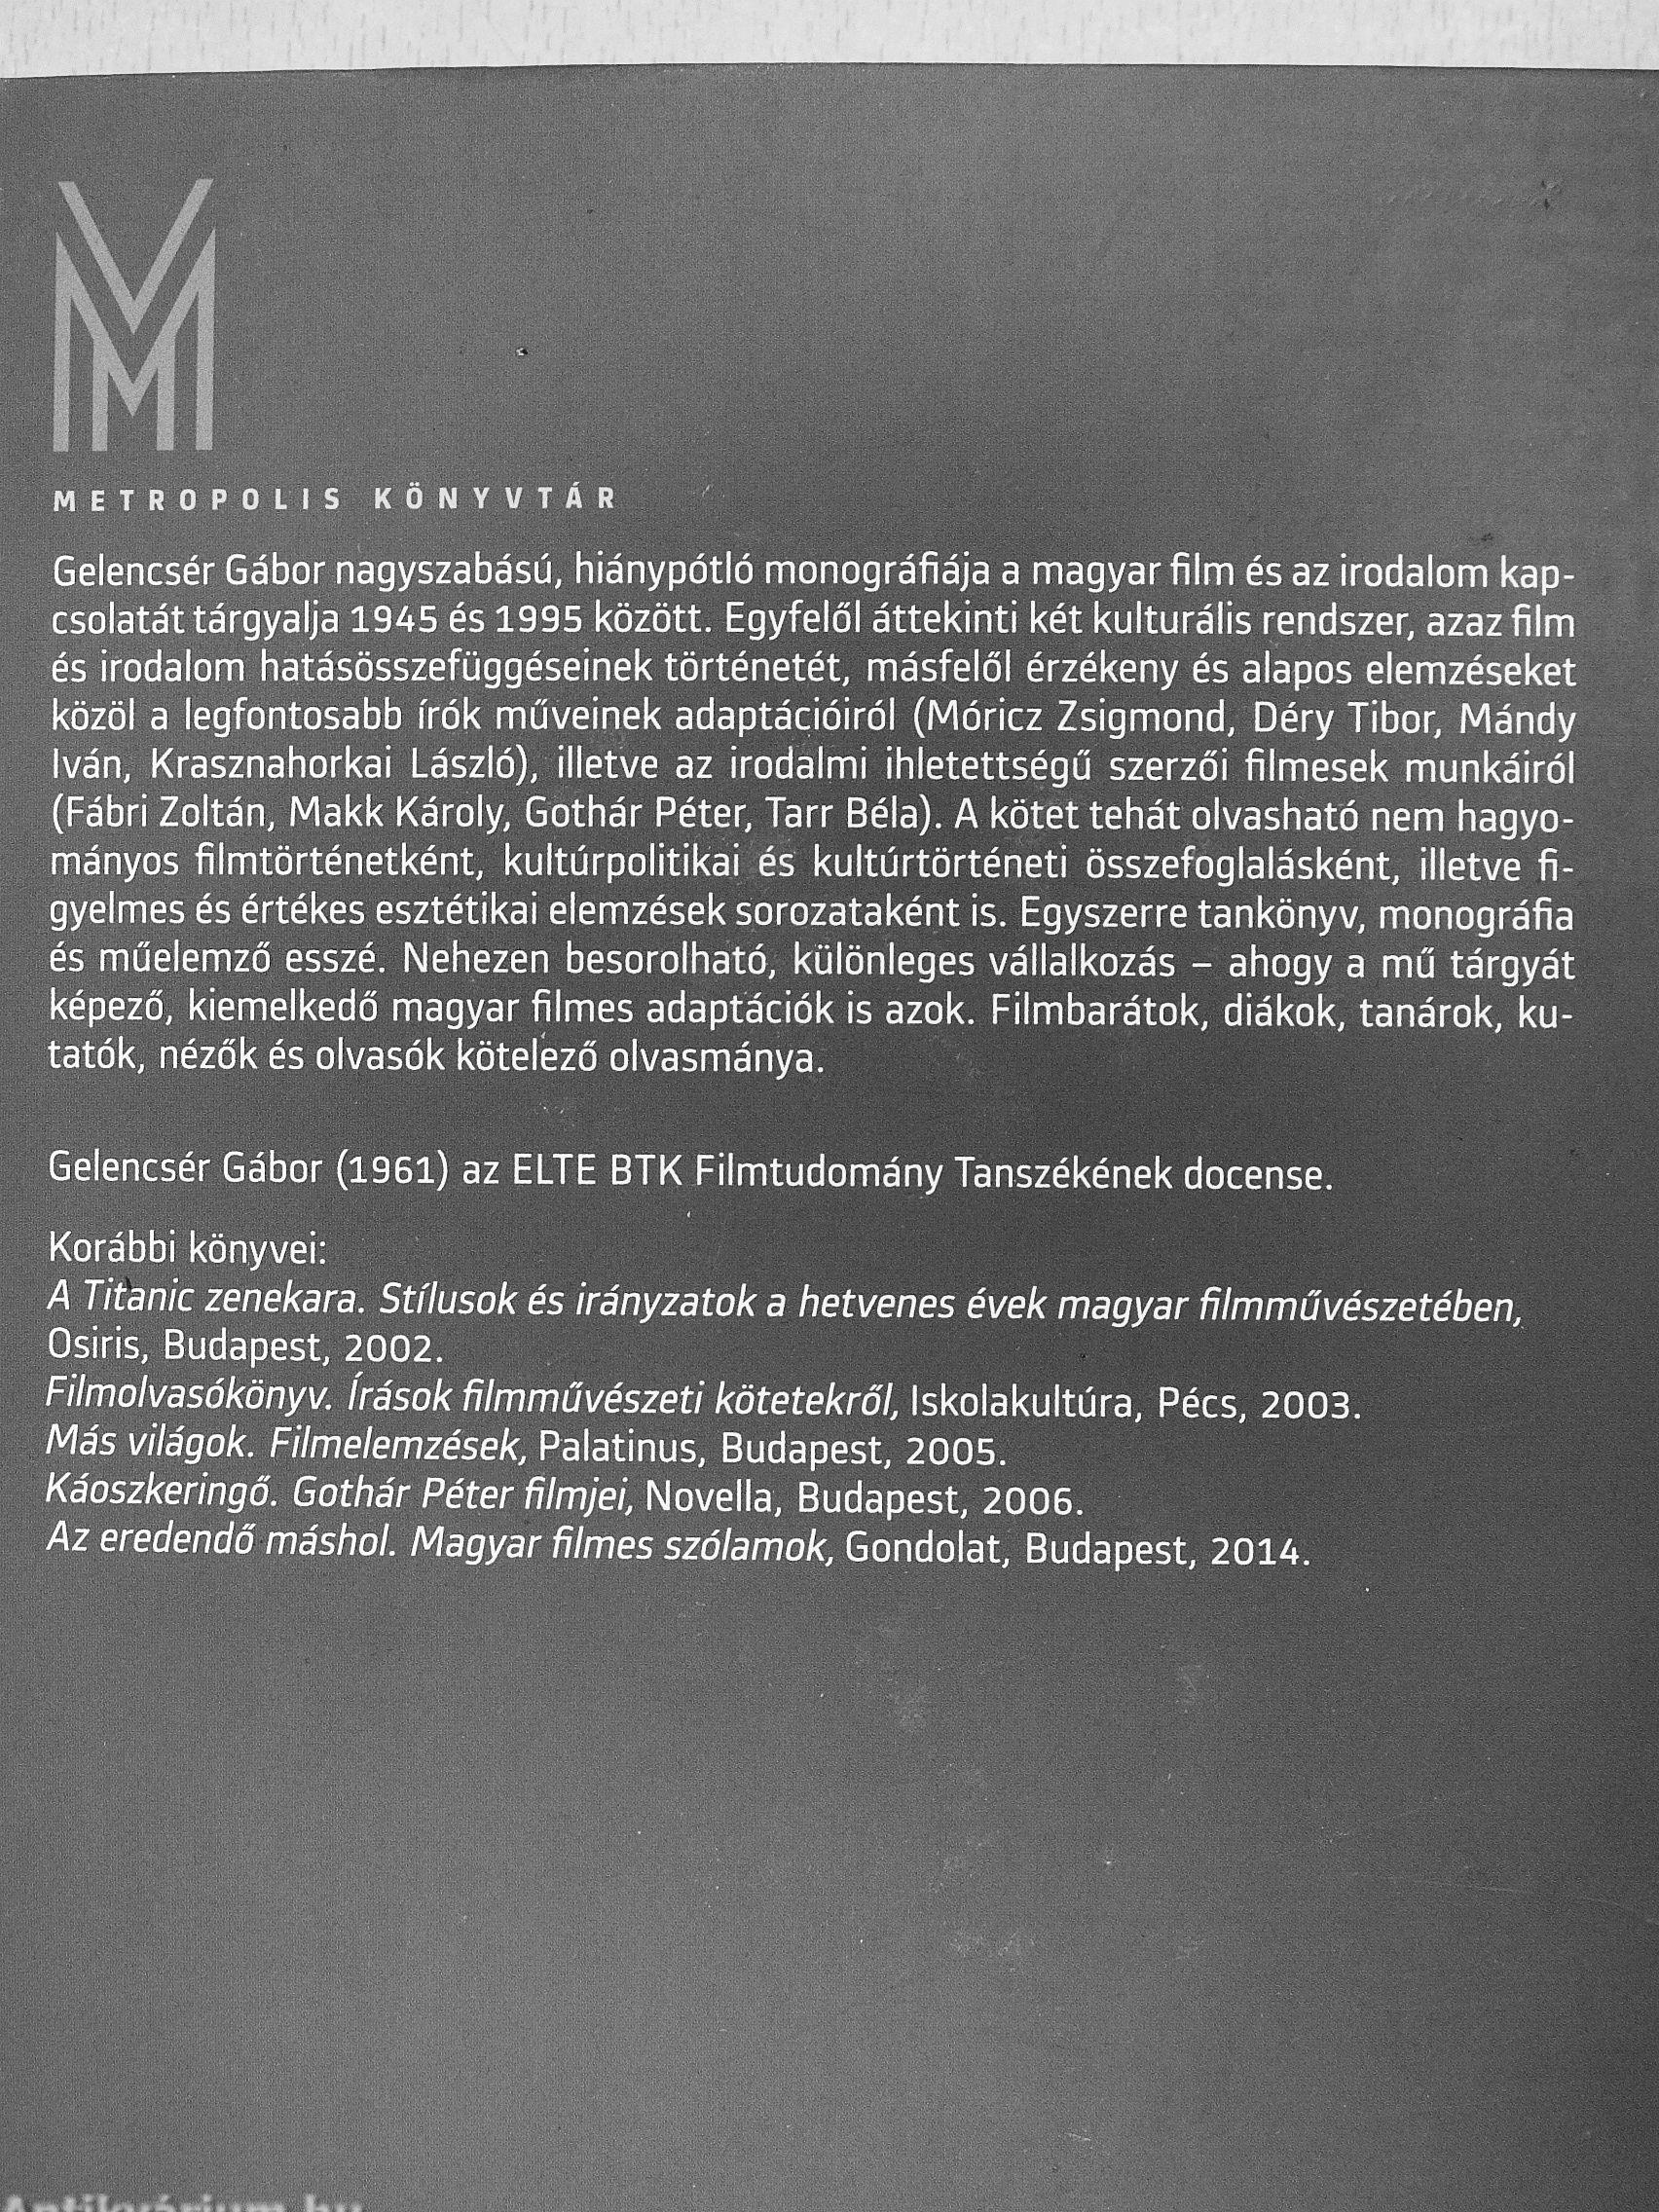 METROPOLIS KÖNYVTÁR
Gelencsér Gábor nagyszabású, hiánypótló monográfiája a magyar film és az irodalom kap-
csolatát tárgyalja 1945 és 1995 között. Egyfelől áttekinti két kulturális rendszer, azaz film
és irodalom hatásösszefüggéseinek történetét, másfelől érzékeny és alapos elemzéseket
közöl a legfontosabb írók műveinek adaptációiról (Móricz Zsigmond, Déry Tibor, Mándy
Iván, Krasznahorkai László), illetve az irodalmi ihletettségű szerzői filmesek munkáiról
(Fábri Zoltán, Makk Károly, Gothár Péter, Tarr Béla). A kötet tehát olvasható nem hagyo-
mányos filmtörténetként, kultúrpolitikai és kultúrtörténeti összefoglalásként, illetve fi-
gyelmes és értékes esztétikai elemzések sorozataként is. Egyszerre tankönyv, monográfia
és műelemző esszé. Nehezen besorolható, különleges vállalkozás – ahogy a mű tárgyát
képező, kiemelkedő magyar filmes adaptációk is azok. Filmbarátok, diákok, tanárok, ku-
tatók, nézők és olvasók kötelező olvasmánya.
Gelencsér Gábor (1961) az ELTE BTK Filmtudomány Tanszékének docense.
Korábbi könyvei:
A Titanic zenekara. Stílusok és irányzatok a hetvenes évek magyar filmművészetében,
Osiris, Budapest, 2002.
Filmolvasókönyv. Írások filmművészeti kötetekről, Iskolakultúra, Pécs, 2003.
Más világok. Filmelemzések, Palatinus, Budapest, 2005.
Káoszkeringő. Gothár Péter filmjei, Novella, Budapest, 2006.
Az eredendő máshol. Magyar filmes szólamok, Gondolat, Budapest, 2014.
Antikvárium.hu